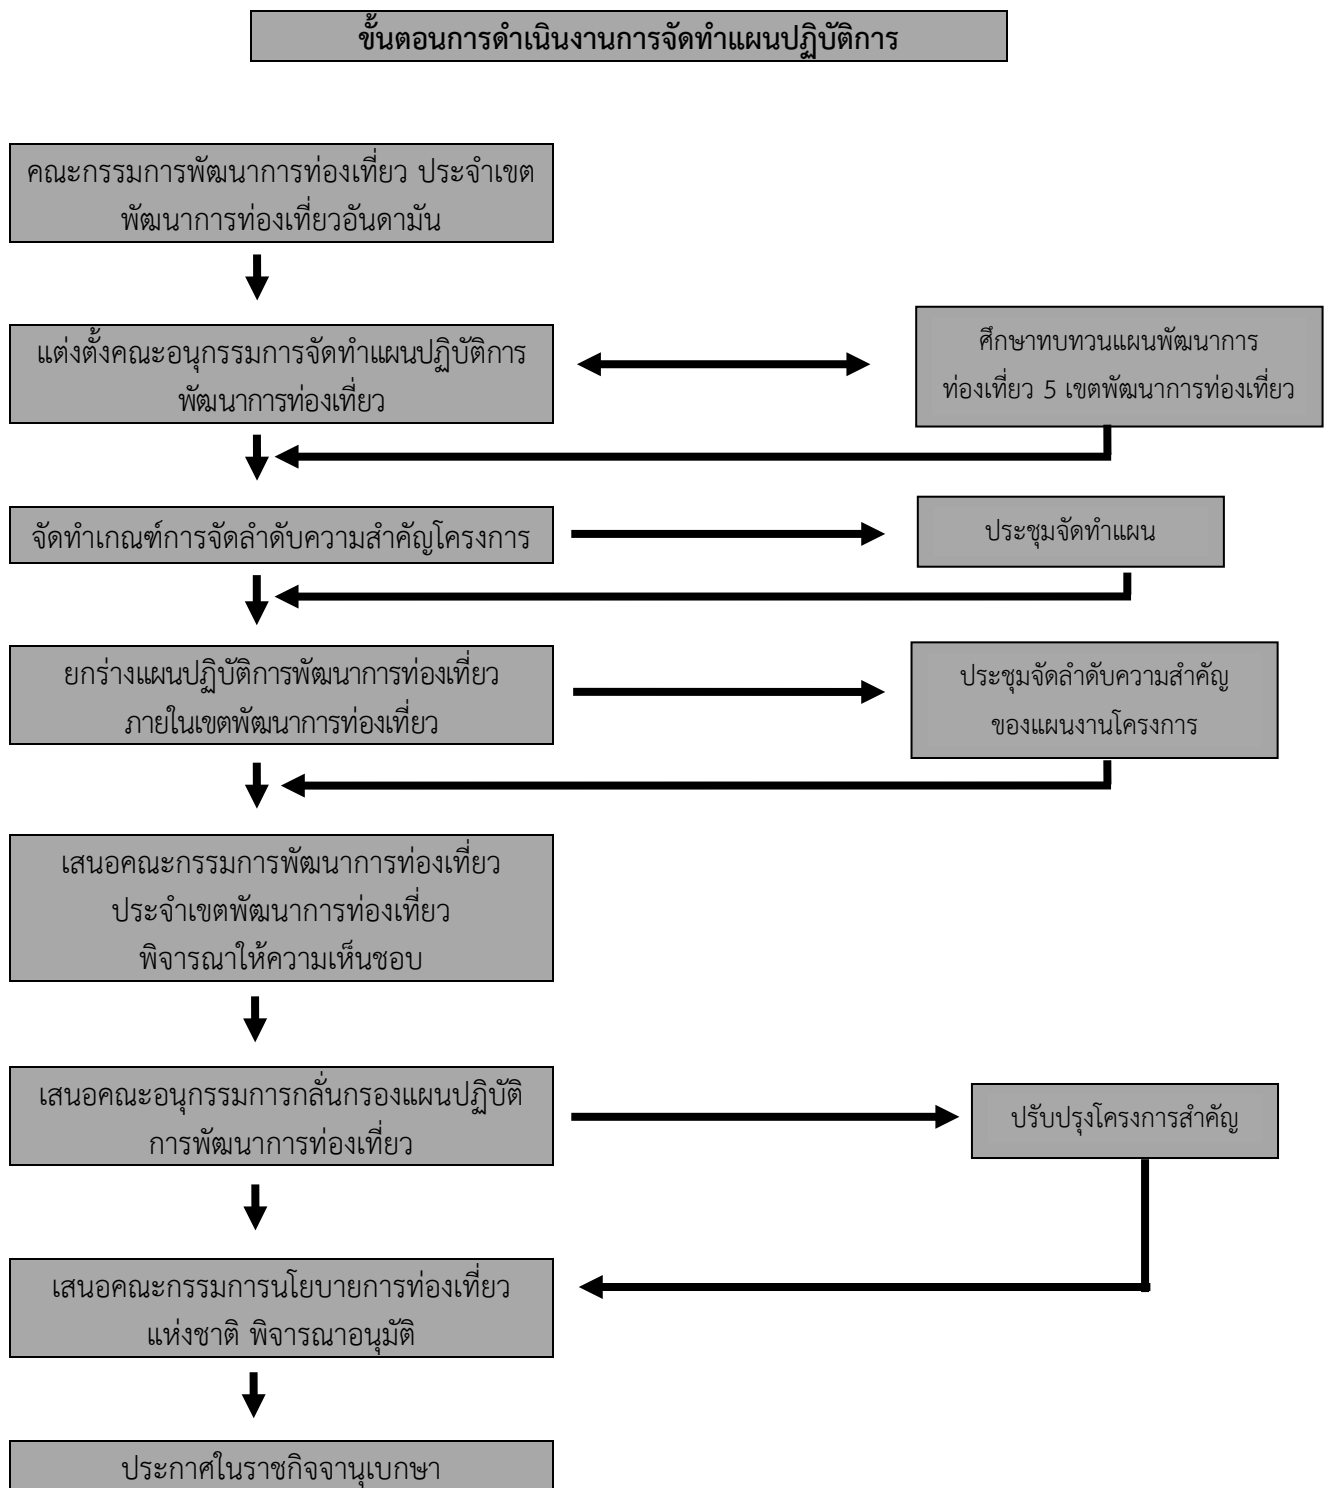 ขั้นตอนการดำเนินงานการจัดทำแผนปฏิบัติการ
คณะกรรมการพัฒนาการท่องเที่ยว ประจำเขต
พัฒนาการท่องเที่ยวอันดามัน
แต่งตั้งคณะอนุกรรมการจัดทำแผนปฏิบัติการ
พัฒนาการท่องเที่ยว
ศึกษาทบทวนแผนพัฒนาการ
ท่องเที่ยว 5 เขตพัฒนาการท่องเที่ยว
จัดทำเกณฑ์การจัดลำดับความสำคัญโครงการ
ประชุมจัดทำแผน
ยกร่างแผนปฏิบัติการพัฒนาการท่องเที่ยว
ภายในเขตพัฒนาการท่องเที่ยว
ประชุมจัดลำดับความสำคัญ
ของแผนงานโครงการ
เสนอคณะกรรมการพัฒนาการท่องเที่ยว
ประจำเขตพัฒนาการท่องเที่ยว
พิจารณาให้ความเห็นชอบ
เสนอคณะอนุกรรมการกลั่นกรองแผนปฏิบัติ
การพัฒนาการท่องเที่ยว
ปรับปรุงโครงการสำคัญ
เสนอคณะกรรมการนโยบายการท่องเที่ยว
แห่งชาติ พิจารณาอนุมัติ
ประกาศในราชกิจจานุเบกษา